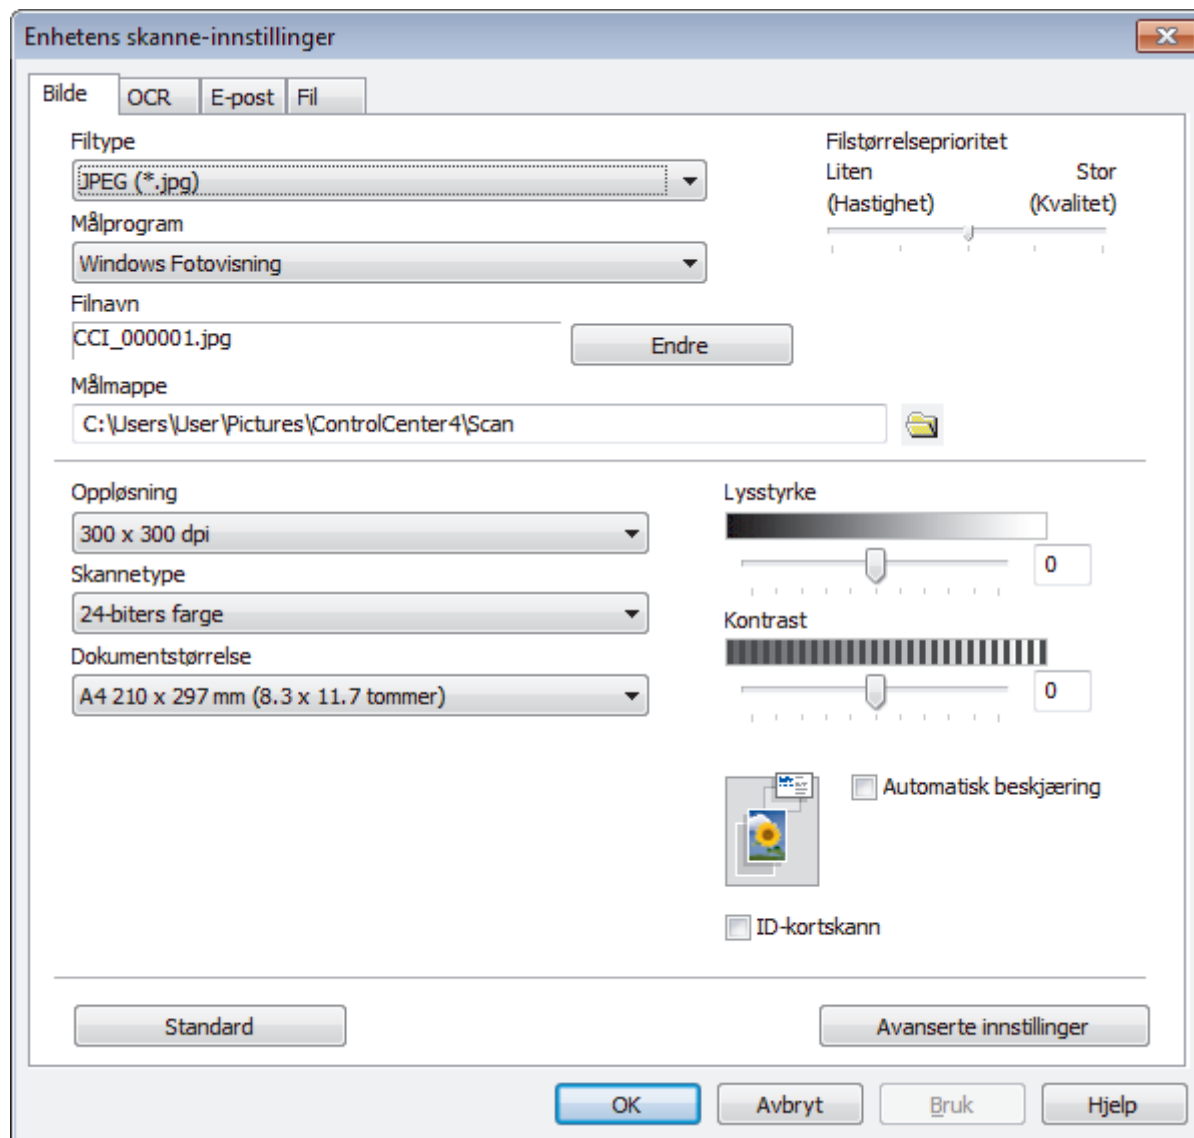 Enhetens skanne-innstillinger
Bilde OCR E-post Fil
Filtype
JPEG (*.jpg)
Målprogram
Windows Fotovisning
Filnavn
CCI_000001.jpg
Endre
Målmappe
C:\Users\User\Pictures\ControlCenter4\Scan
Filstørrelseprioritet
Liten Stor
(Hastighet) (Kvalitet)
Oppløsning
300 x 300 dpi
Skannetype
24-biters farge
Dokumentstørrelse
A4 210 x 297 mm (8.3 x 11.7 tommer)
Lysstyrke
0
Kontrast
0
Automatisk beskjæring
ID-kortskann
Standard Avanserte innstillinger
OK Avbryt Bruk Hjelp